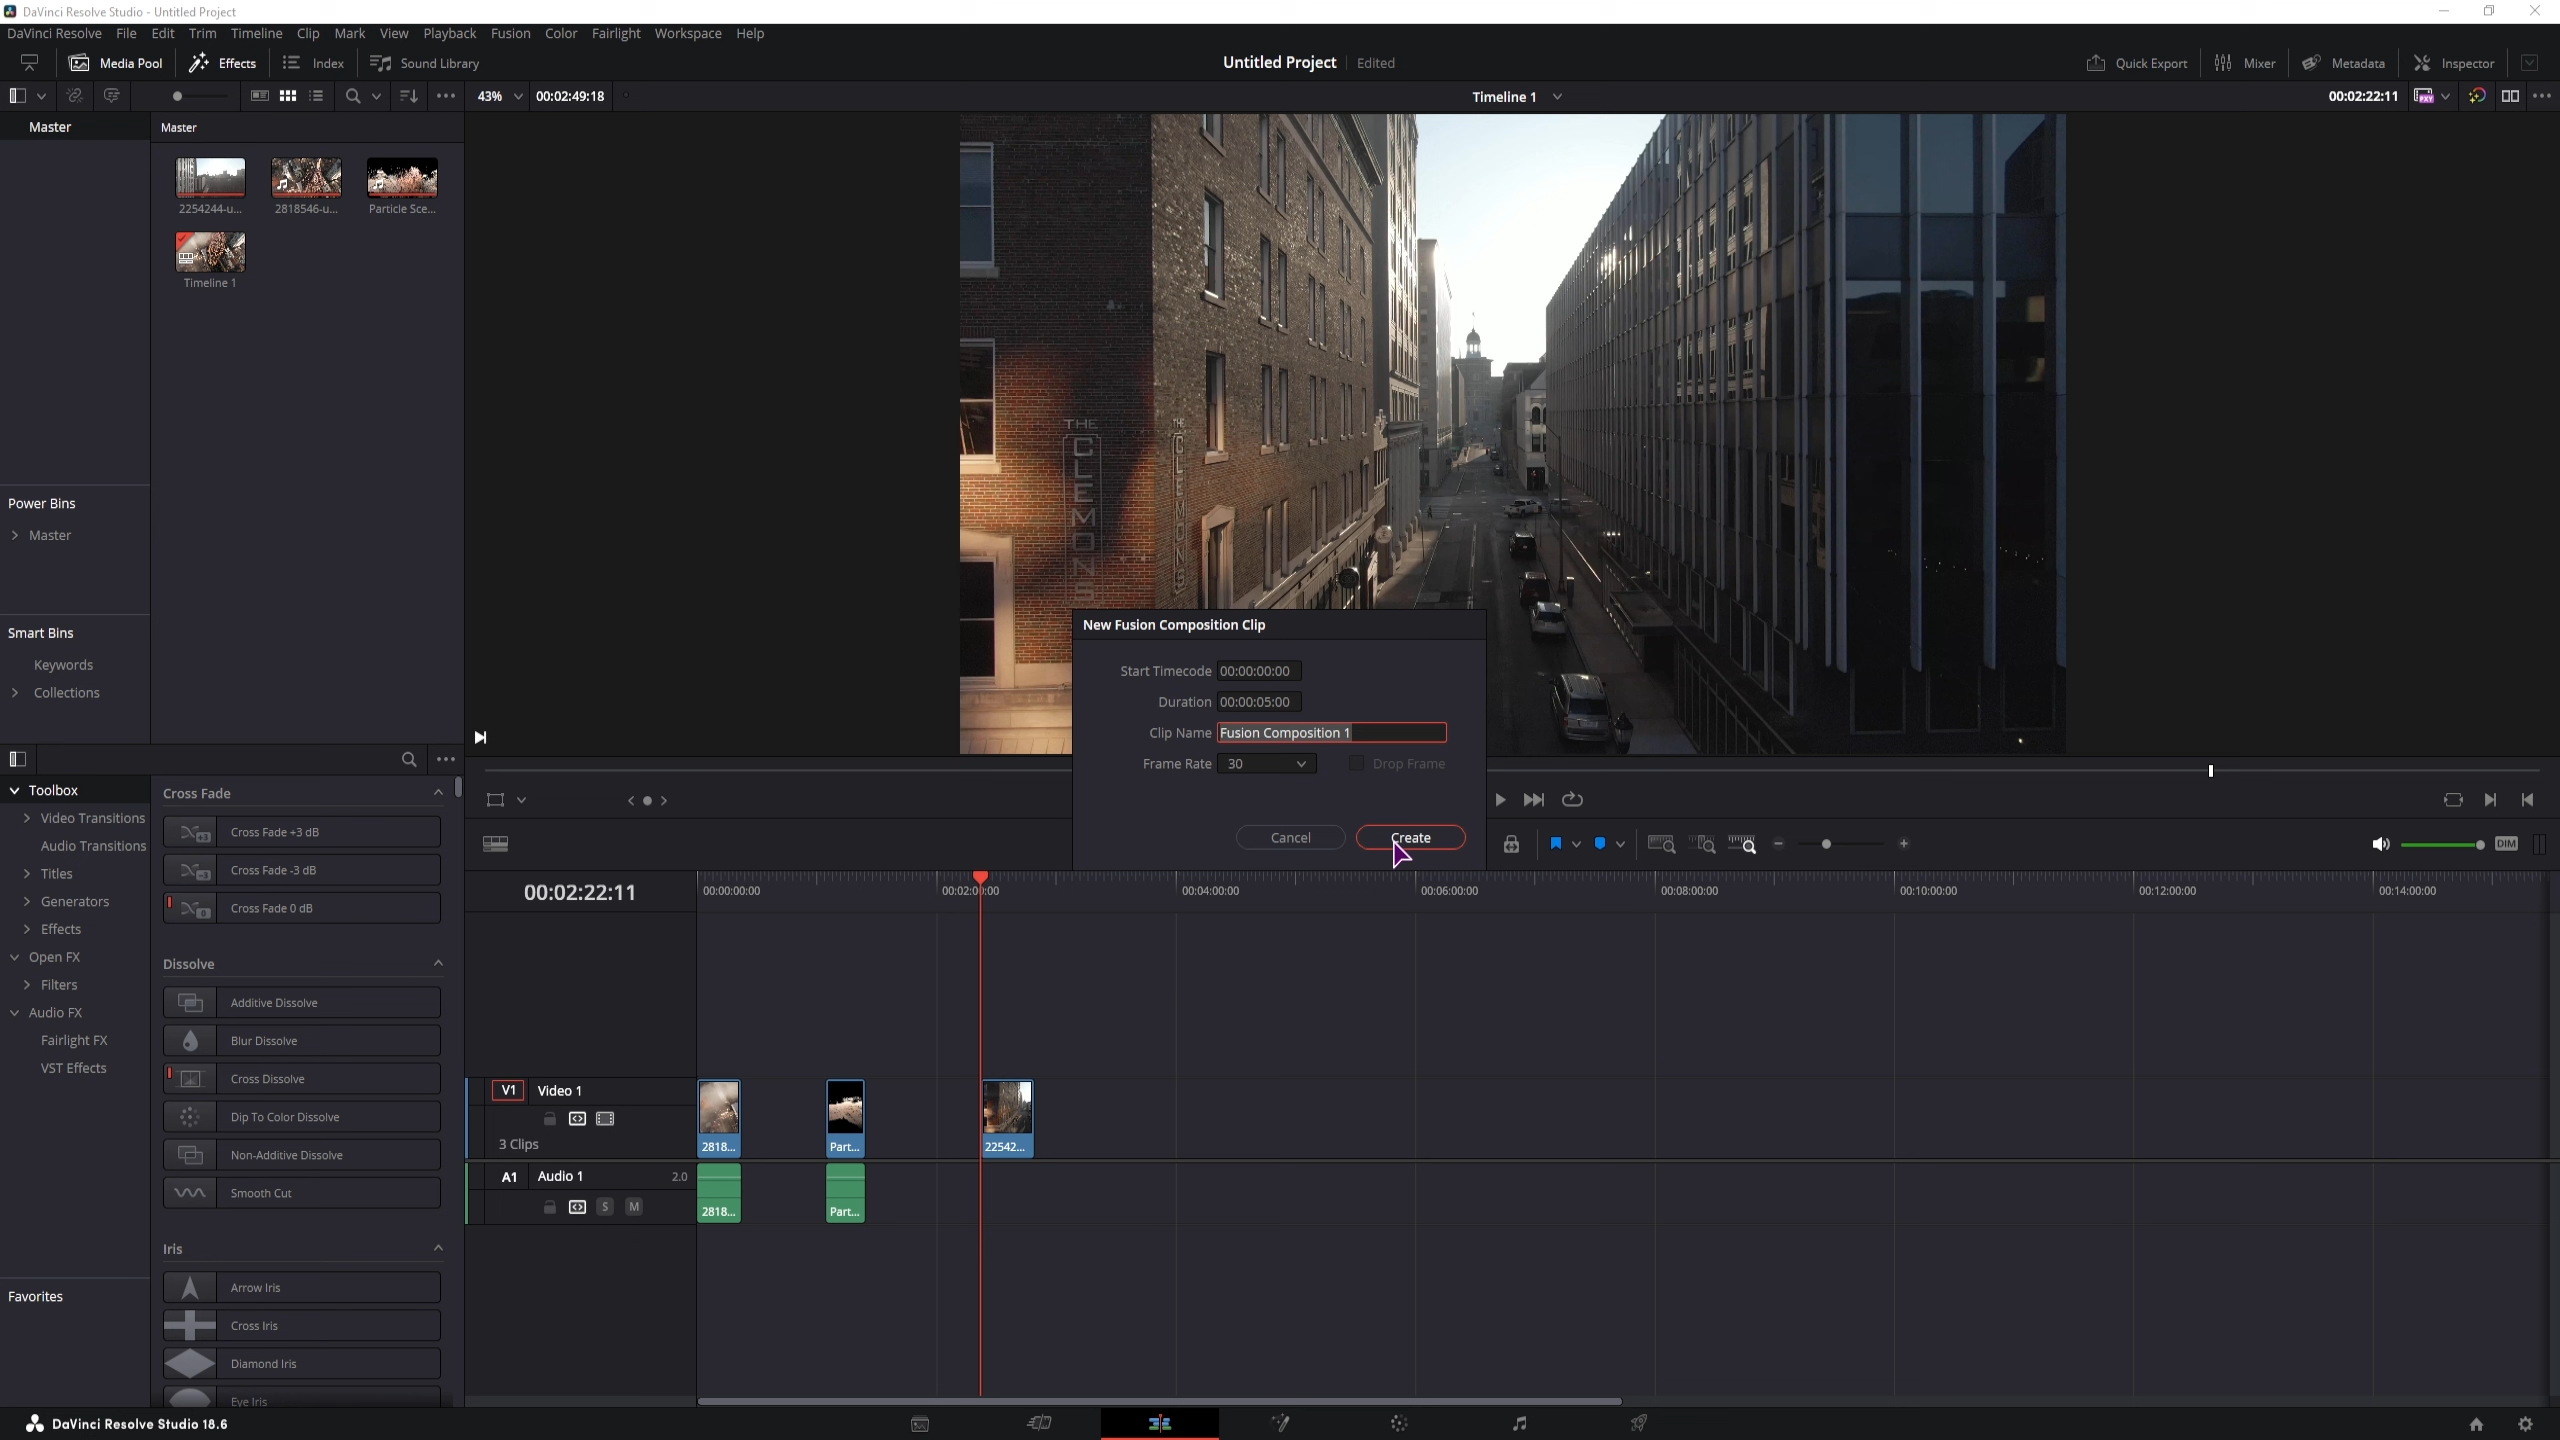 DaVinci Resolve Studio - Untitled Project
DaVinci Resolve File Edit Trim Timeline Clip Mark View Playback Fusion Color Fairlight Workspace Help
Media Pool Effects Index Sound Library Untitled Project Edited Quick Export Mixer Metadata Inspector
43% 00:02:49:18 Timeline 1 00:02:22:11
Master Master
2254244-u... 2818546-u... Particle Sce...
Timeline 1
THE
CLEMONS
THE
CLEMONS
Power Bins
Master
Smart Bins
Keywords
Collections
New Fusion Composition Clip
Start Timecode 00:00:00:00
Duration 00:00:05:00
Clip Name Fusion Composition 1
Frame Rate 30 Drop Frame
Cancel Create
DIM
Toolbox
Video Transitions
Audio Transitions
Titles
Generators
Effects
Open FX
Filters
Audio FX
Fairlight FX
VST Effects
Favorites
Cross Fade
Cross Fade +3 dB
Cross Fade -3 dB
Cross Fade 0 dB
Dissolve
Additive Dissolve
Blur Dissolve
Cross Dissolve
Dip To Color Dissolve
Non-Additive Dissolve
Smooth Cut
Iris
Arrow Iris
Cross Iris
Diamond Iris
Eye Iris
00:02:22:11 00:00:00:00 00:02:00:00 00:04:00:00 00:06:00:00 00:08:00:00 00:10:00:00 00:12:00:00 00:14:00:00
V1 Video 1
3 Clips
2818... Part... 22542...
A1 Audio 1 2.0
S M
2818... Part...
DaVinci Resolve Studio 18.6